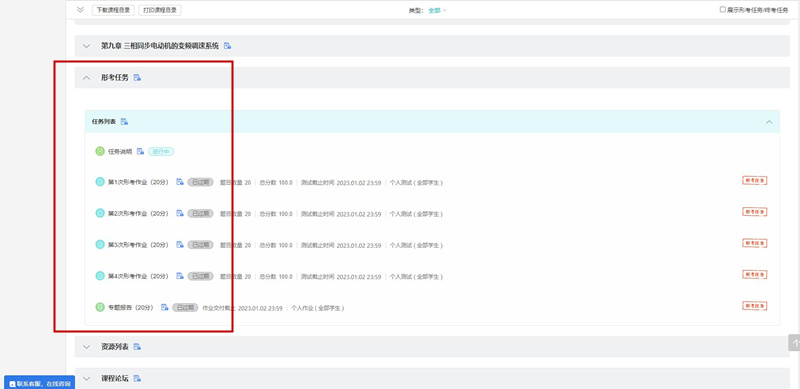 下载课程目录 打印课程目录 类型: 全部 展示形考任务/终考任务
第九章 三相同步电动机的变频调速系统
形考任务
任务列表
任务说明 进行中
第1次形考作业（20分） 已过期 题目数量 20 总分数 100.0 测试截止时间 2023.01.02 23:59 个人测试 ( 全部学生 ) 形考任务
第2次形考作业（20分） 已过期 题目数量 20 总分数 100.0 测试截止时间 2023.01.02 23:59 个人测试 ( 全部学生 ) 形考任务
第3次形考作业（20分） 已过期 题目数量 20 总分数 100.0 测试截止时间 2023.01.02 23:59 个人测试 ( 全部学生 ) 形考任务
第4次形考作业（20分） 已过期 题目数量 20 总分数 100.0 测试截止时间 2023.01.02 23:59 个人测试 ( 全部学生 ) 形考任务
专题报告（20分） 已过期 作业交付截止 2023.01.02 23:59 个人作业 ( 全部学生 ) 形考任务
资源列表
课程论坛
联系客服，在线咨询